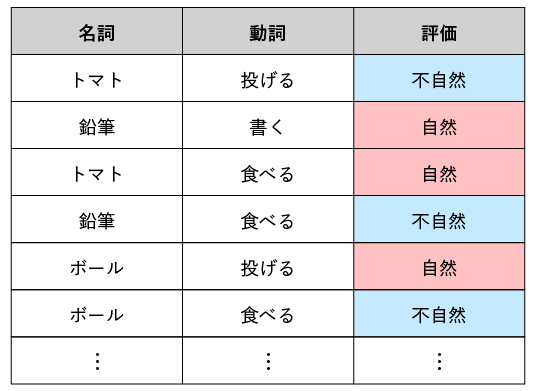 名詞 動詞 評価
トマト 投げる 不自然
鉛筆 書く 自然
トマト 食べる 自然
鉛筆 食べる 不自然
ボール 投げる 自然
ボール 食べる 不自然
⋮ ⋮ ⋮